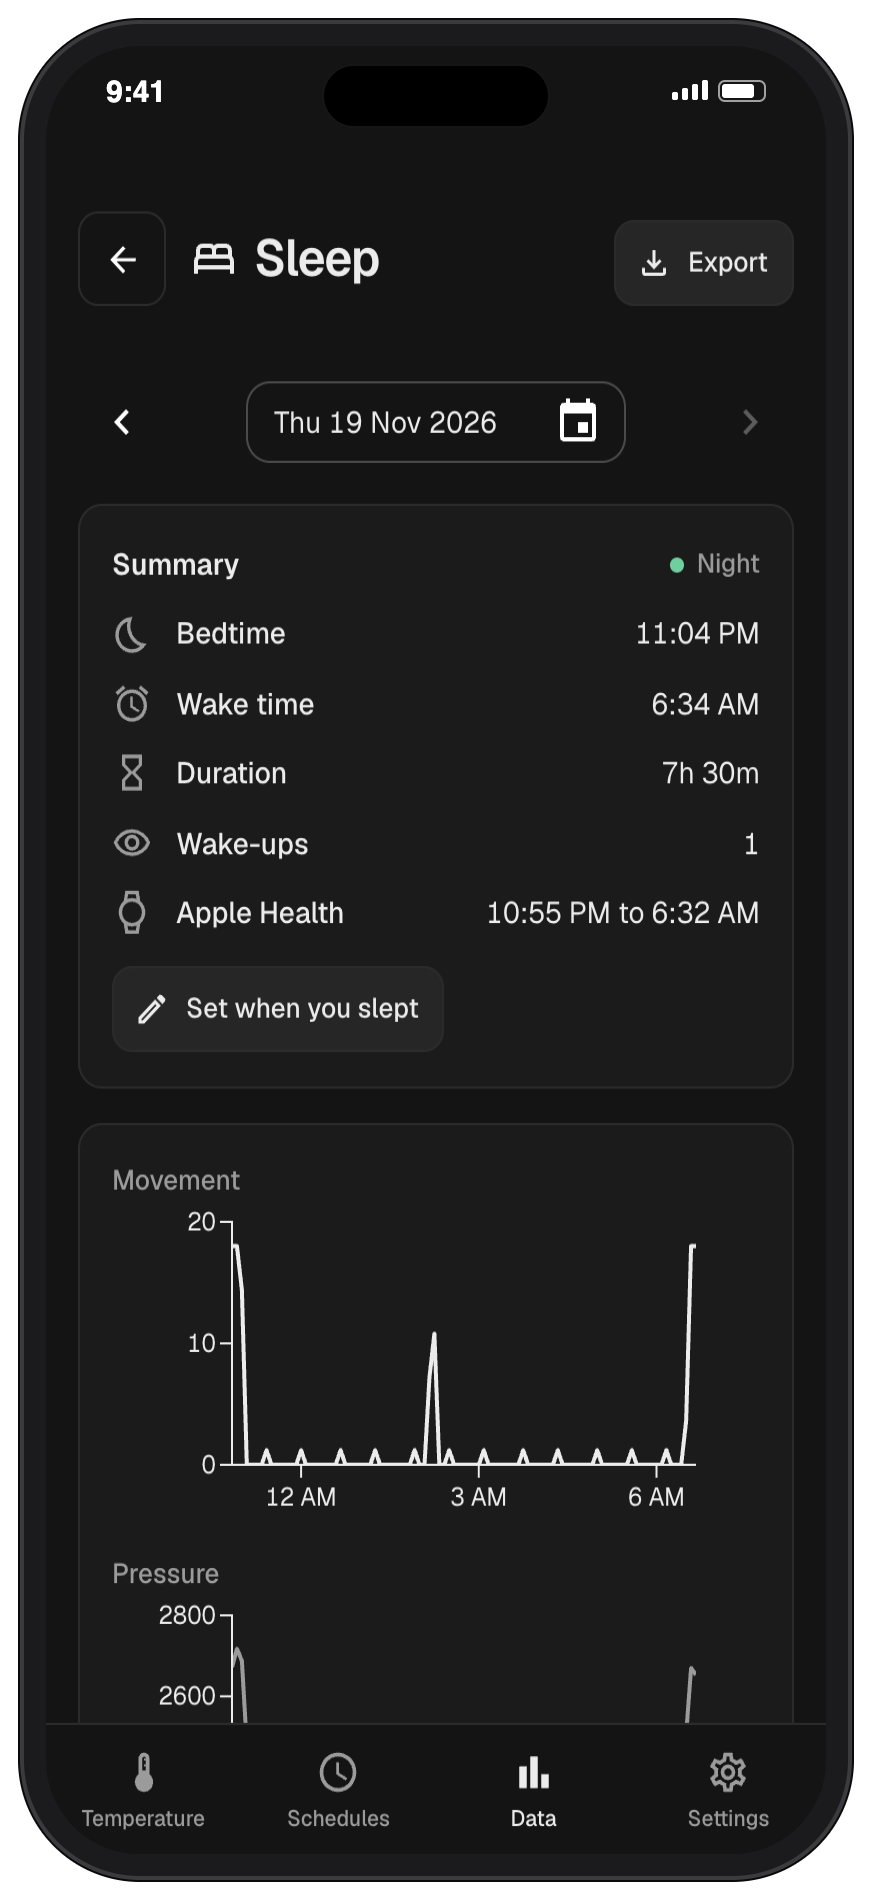 9:41
Sleep
Export
Thu 19 Nov 2026
Summary
Night
Bedtime
11:04 PM
Wake time
6:34 AM
Duration
7h 30m
Wake-ups
1
Apple Health
10:55 PM to 6:32 AM
Set when you slept
Movement
20
10
0
12 AM
3 AM
6 AM
Pressure
2800
2600
Temperature
Schedules
Data
Settings